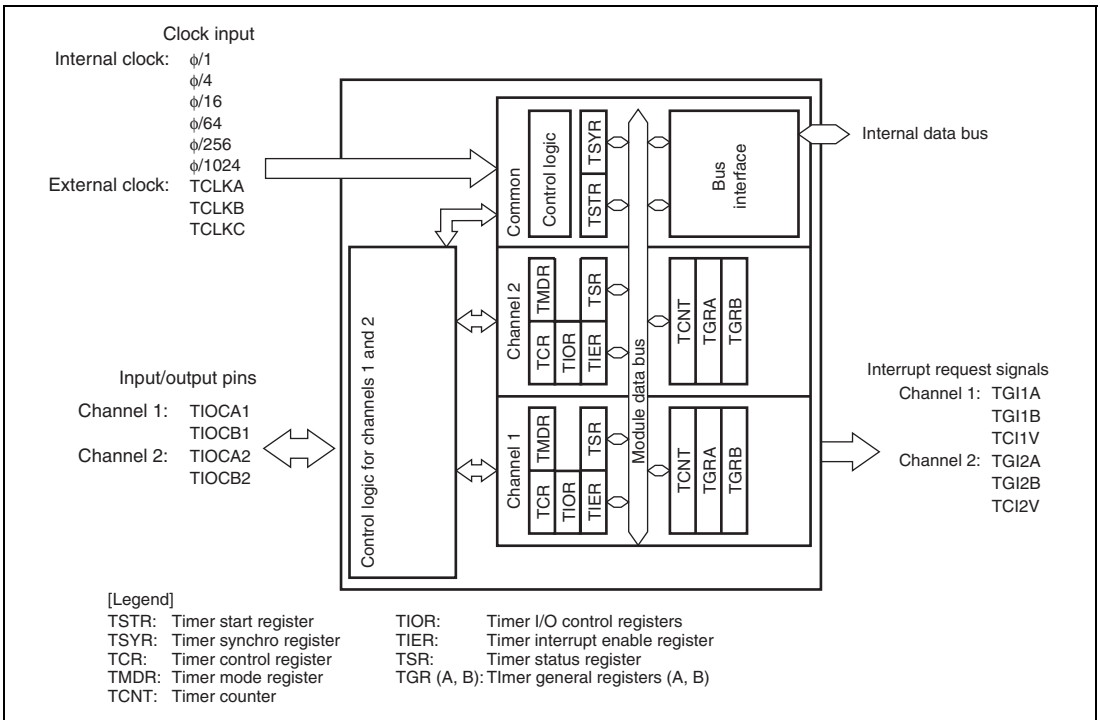 Clock input
Internal clock: ϕ/1
ϕ/4
ϕ/16
ϕ/64
ϕ/256
ϕ/1024
External clock: TCLKA
TCLKB
TCLKC
Common
Control logic
TSYR
TSTR
Bus
interface
Internal data bus
Control logic for channels 1 and 2
Channel 2
TMDR
TSR
TCR
TIOR
TIER
TCNT
TGRA
TGRB
Module data bus
Channel 1
TMDR
TSR
TCR
TIOR
TIER
TCNT
TGRA
TGRB
Input/output pins
Channel 1: TIOCA1
TIOCB1
Channel 2: TIOCA2
TIOCB2
Interrupt request signals
Channel 1: TGI1A
TGI1B
TCI1V
Channel 2: TGI2A
TGI2B
TCI2V
[Legend]
TSTR: Timer start register
TSYR: Timer synchro register
TCR: Timer control register
TMDR: Timer mode register
TCNT: Timer counter
TIOR: Timer I/O control registers
TIER: Timer interrupt enable register
TSR: Timer status register
TGR (A, B): TImer general registers (A, B)